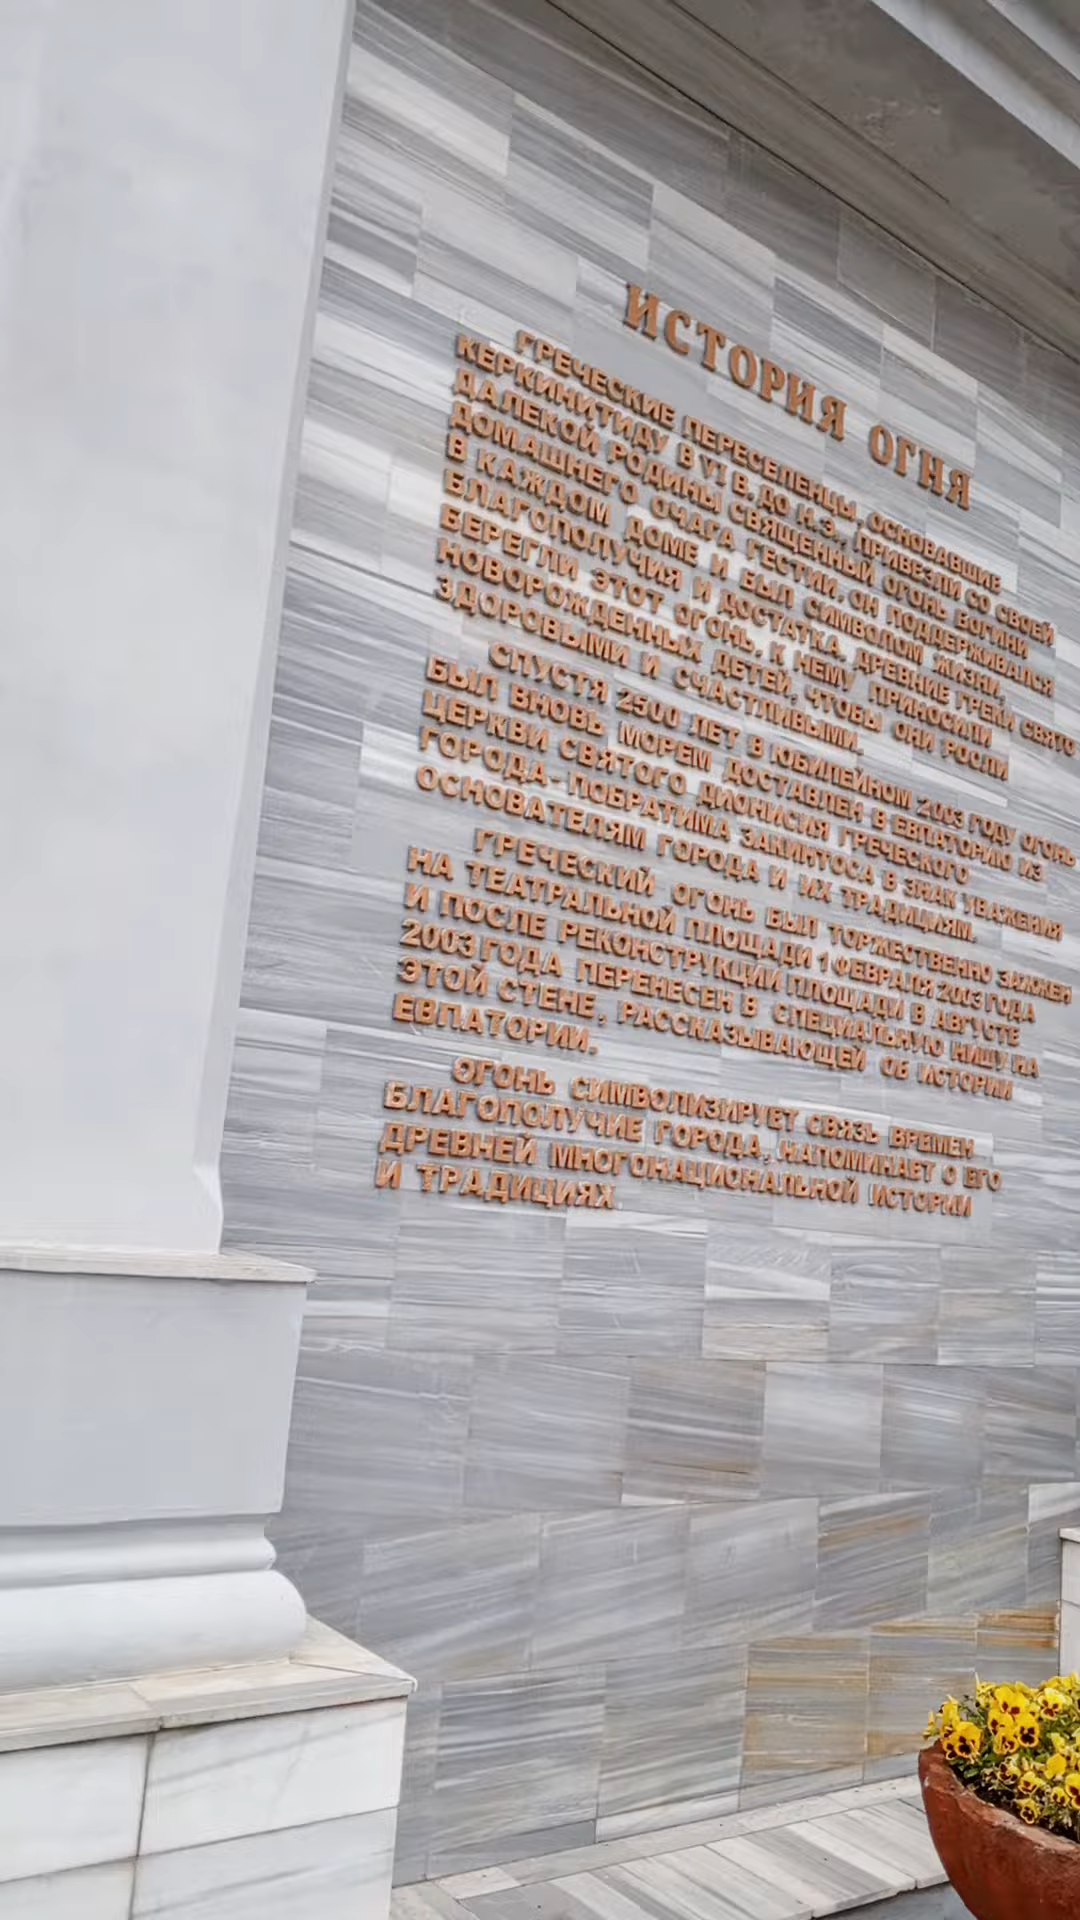 ИСТОРИЯ ОГНЯ
ГРЕЧЕСКИЕ ПЕРЕСЕЛЕНЦЫ, ОСНОВАВШИЕ
КЕРКИНИТИДУ В VI В. ДО Н.Э., ПРИВЕЗЛИ СО СВОЕЙ
ДАЛЕКОЙ РОДИНЫ СВЯЩЕННЫЙ ОГОНЬ БОГИНИ
ДОМАШНЕГО ОЧАГА ГЕСТИИ. ОН ПОДДЕРЖИВАЛСЯ
В КАЖДОМ ДОМЕ И БЫЛ СИМВОЛОМ ЖИЗНИ,
БЛАГОПОЛУЧИЯ И ДОСТАТКА. ДРЕВНИЕ ГРЕКИ СВЯТО
БЕРЕГЛИ ЭТОТ ОГОНЬ. К НЕМУ ПРИНОСИЛИ
НОВОРОЖДЕННЫХ ДЕТЕЙ, ЧТОБЫ ОНИ РОСЛИ
ЗДОРОВЫМИ И СЧАСТЛИВЫМИ.
СПУСТЯ 2500 ЛЕТ В ЮБИЛЕЙНОМ 2003 ГОДУ ОГОНЬ
БЫЛ ВНОВЬ МОРЕМ ДОСТАВЛЕН В ЕВПАТОРИЮ ИЗ
ЦЕРКВИ СВЯТОГО ДИОНИСИЯ ГРЕЧЕСКОГО
ГОРОДА-ПОБРАТИМА ЗАКИНТОСА В ЗНАК УВАЖЕНИЯ
ОСНОВАТЕЛЯМ ГОРОДА И ИХ ТРАДИЦИЯМ.
ГРЕЧЕСКИЙ ОГОНЬ БЫЛ ТОРЖЕСТВЕННО ЗАЖЖЕН
НА ТЕАТРАЛЬНОЙ ПЛОЩАДИ 1 ФЕВРАЛЯ 2003 ГОДА
И ПОСЛЕ РЕКОНСТРУКЦИИ ПЛОЩАДИ В АВГУСТЕ
2003 ГОДА ПЕРЕНЕСЕН В СПЕЦИАЛЬНУЮ НИШУ НА
ЭТОЙ СТЕНЕ, РАССКАЗЫВАЮЩЕЙ ОБ ИСТОРИИ
ЕВПАТОРИИ.
ОГОНЬ СИМВОЛИЗИРУЕТ СВЯЗЬ ВРЕМЕН
БЛАГОПОЛУЧИЕ ГОРОДА, НАПОМИНАЕТ О ЕГО
ДРЕВНЕЙ МНОГОНАЦИОНАЛЬНОЙ ИСТОРИИ
И ТРАДИЦИЯХ.